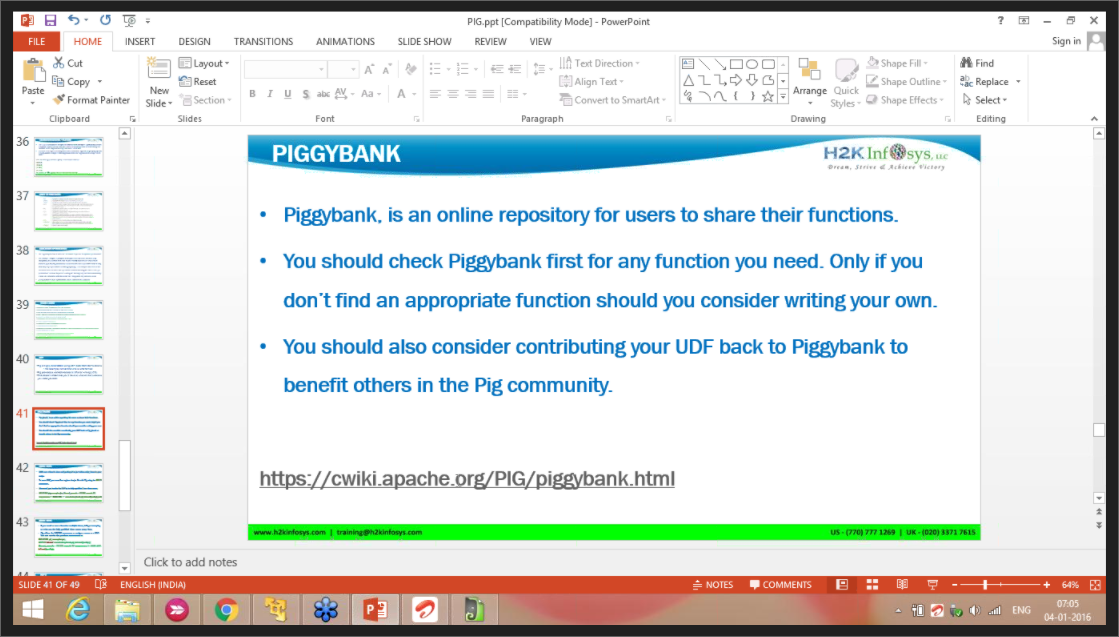 PIG.ppt [Compatibility Mode] - PowerPoint
?
FILE HOME INSERT DESIGN TRANSITIONS ANIMATIONS SLIDE SHOW REVIEW VIEW Sign in
Paste
Cut
Copy
Format Painter
Clipboard
New Slide
Layout
Reset
Section
Slides
B I U S abc AV Aa A
Font
Text Direction
Align Text
Convert to SmartArt
Paragraph
Arrange
Quick Styles
Shape Fill
Shape Outline
Shape Effects
Drawing
Find
Replace
Select
Editing
36
37
38
39
40
41
42
43
44
PIGGYBANK
H2K Infosys, LLC
Dream, Strive & Achieve Victory
• Piggybank, is an online repository for users to share their functions.
• You should check Piggybank first for any function you need. Only if you
don't find an appropriate function should you consider writing your own.
• You should also consider contributing your UDF back to Piggybank to
benefit others in the Pig community.
https://cwiki.apache.org/PIG/piggybank.html
www.h2kinfosys.com | training@h2kinfosys.com US - (770) 777 1269 | UK - (020) 3371 7615
Click to add notes
SLIDE 41 OF 49 ENGLISH (INDIA) NOTES COMMENTS 64%
ENG
07:05
04-01-2016